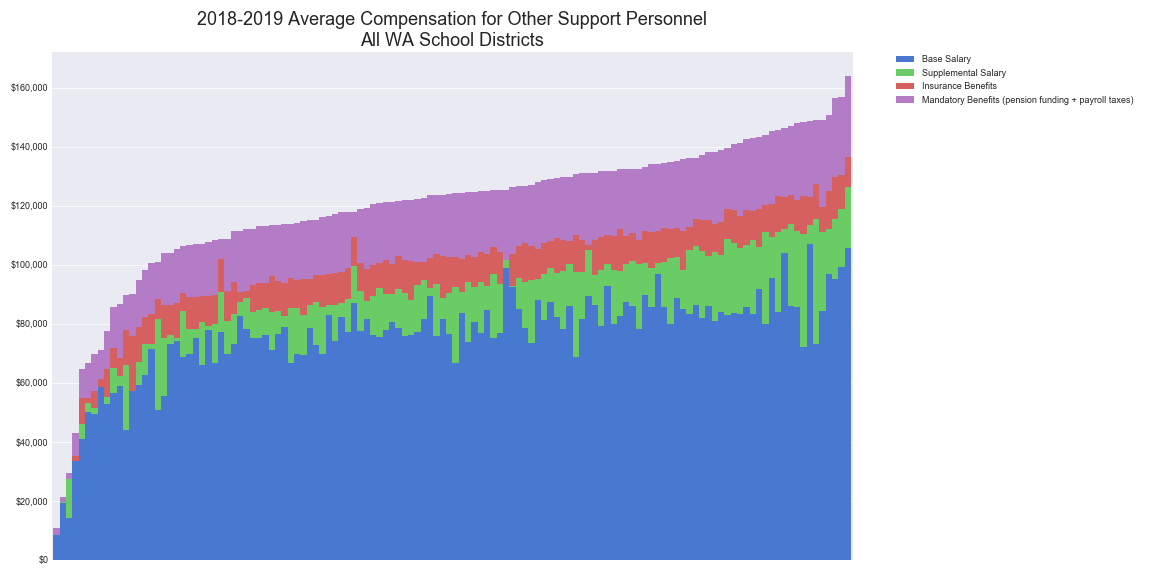 2018-2019 Average Compensation for Other Support Personnel
All WA School Districts
Base Salary
Supplemental Salary
Insurance Benefits
Mandatory Benefits (pension funding + payroll taxes)
$160,000
$140,000
$120,000
$100,000
$80,000
$60,000
$40,000
$20,000
$0